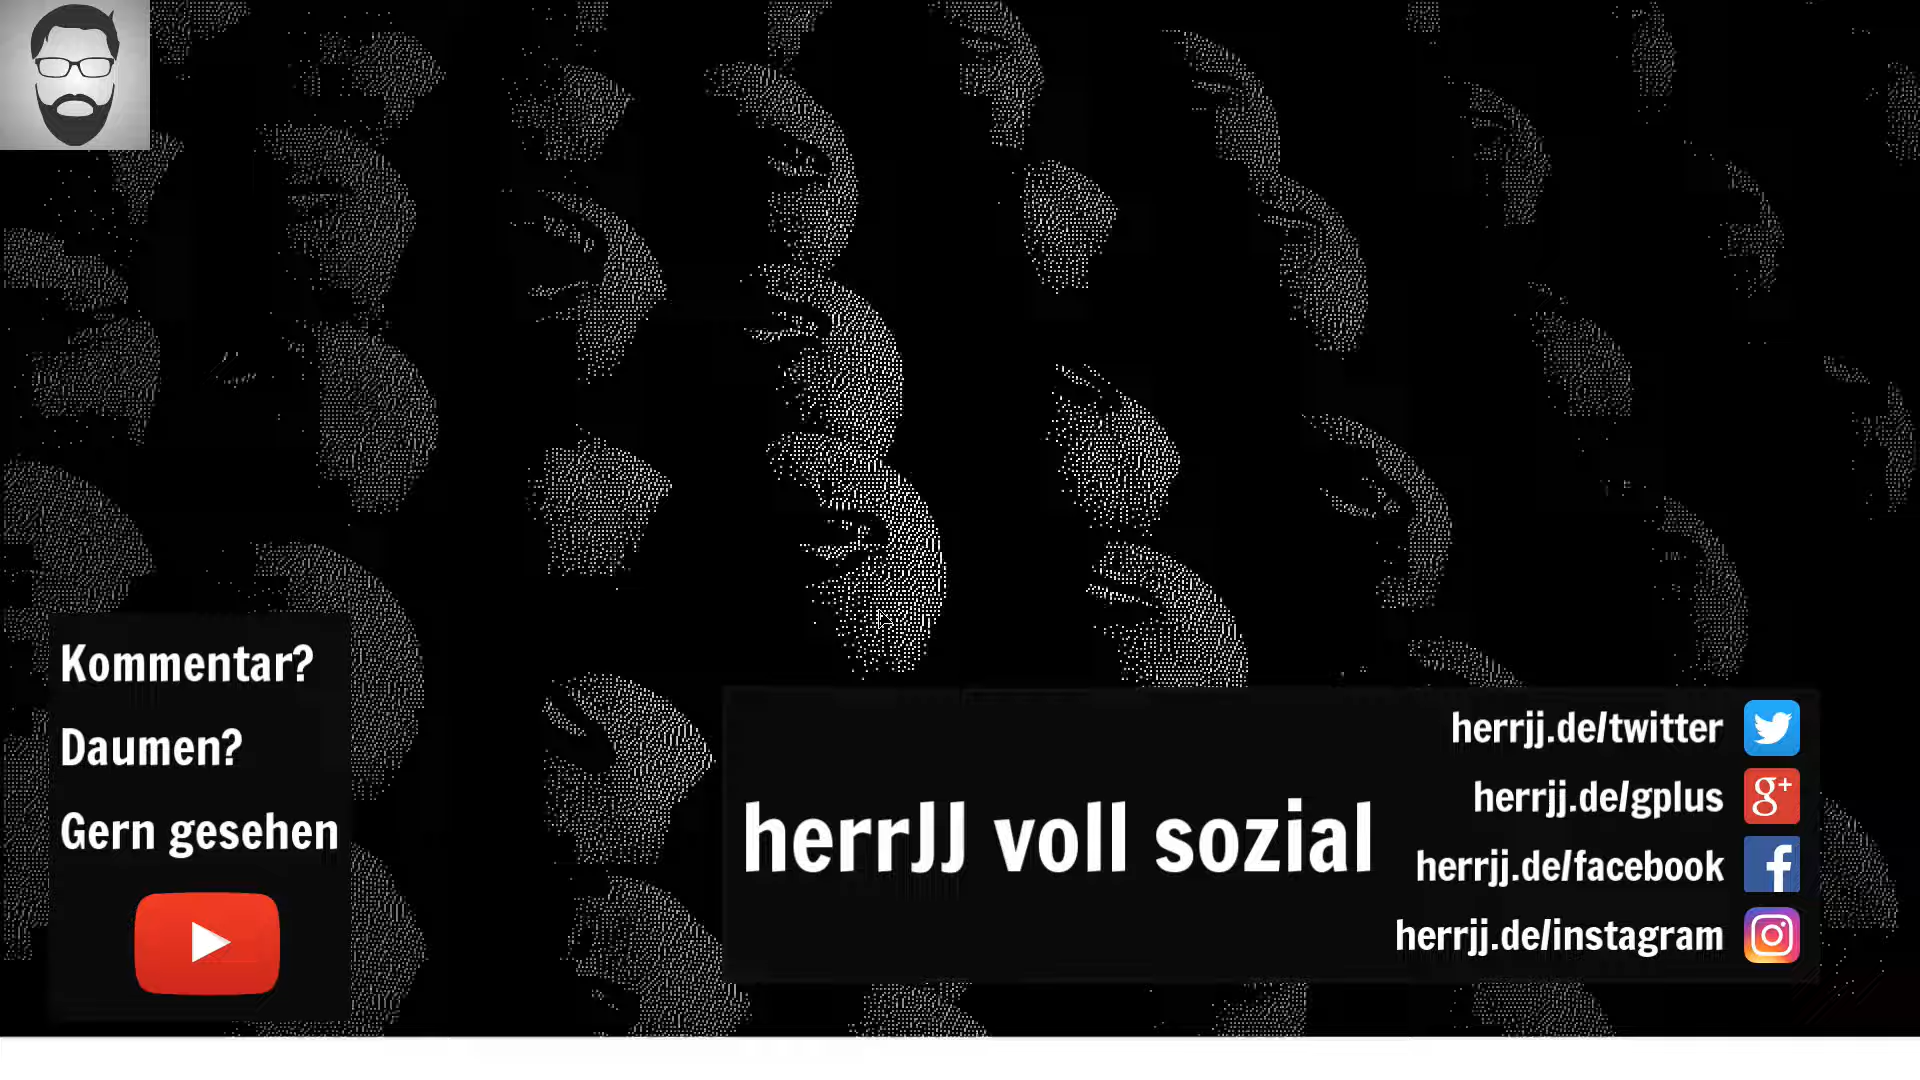 Kommentar?
Daumen?
Gern gesehen
herrJJ voll sozial
herrjj.de/twitter
herrjj.de/gplus
g+
herrjj.de/facebook
f
herrjj.de/instagram